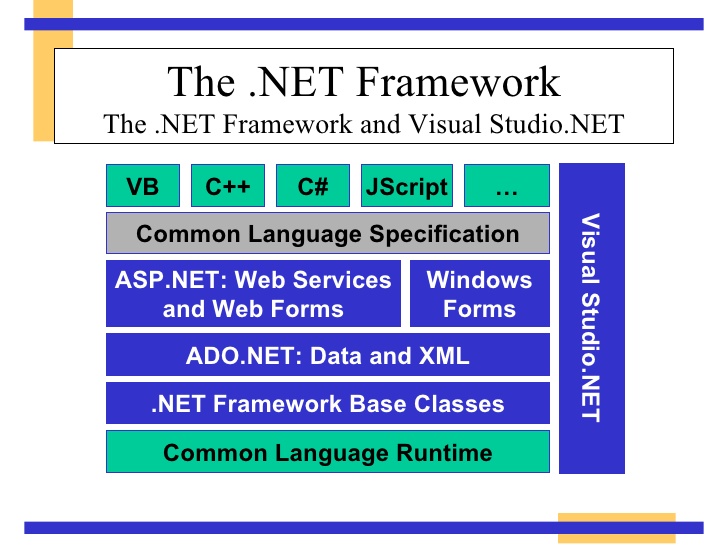 The .NET Framework
The .NET Framework and Visual Studio.NET
VB
C++
C#
JScript
…
Common Language Specification
ASP.NET: Web Services
and Web Forms
Windows
Forms
ADO.NET: Data and XML
.NET Framework Base Classes
Common Language Runtime
Visual Studio.NET